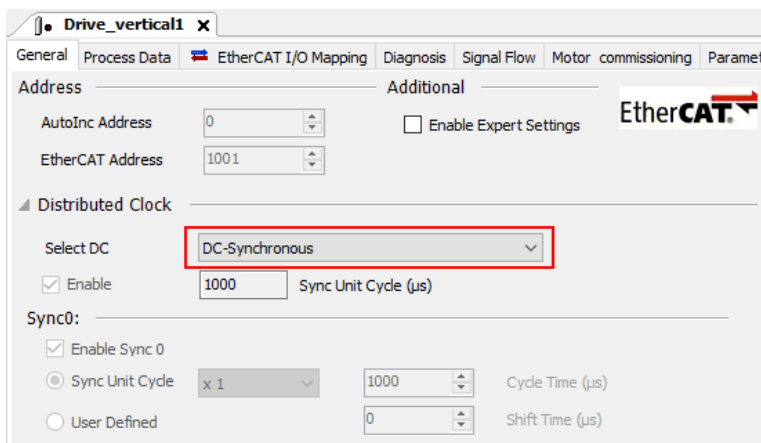 Drive_vertical1 x
General Process Data EtherCAT I/O Mapping Diagnosis Signal Flow Motor commissioning Paramet
Address Additional
AutoInc Address 0 Enable Expert Settings EtherCAT.
EtherCAT Address 1001
Distributed Clock
Select DC DC-Synchronous
Enable 1000 Sync Unit Cycle (µs)
Sync0:
Enable Sync 0
Sync Unit Cycle x 1 1000 Cycle Time (µs)
User Defined 0 Shift Time (µs)